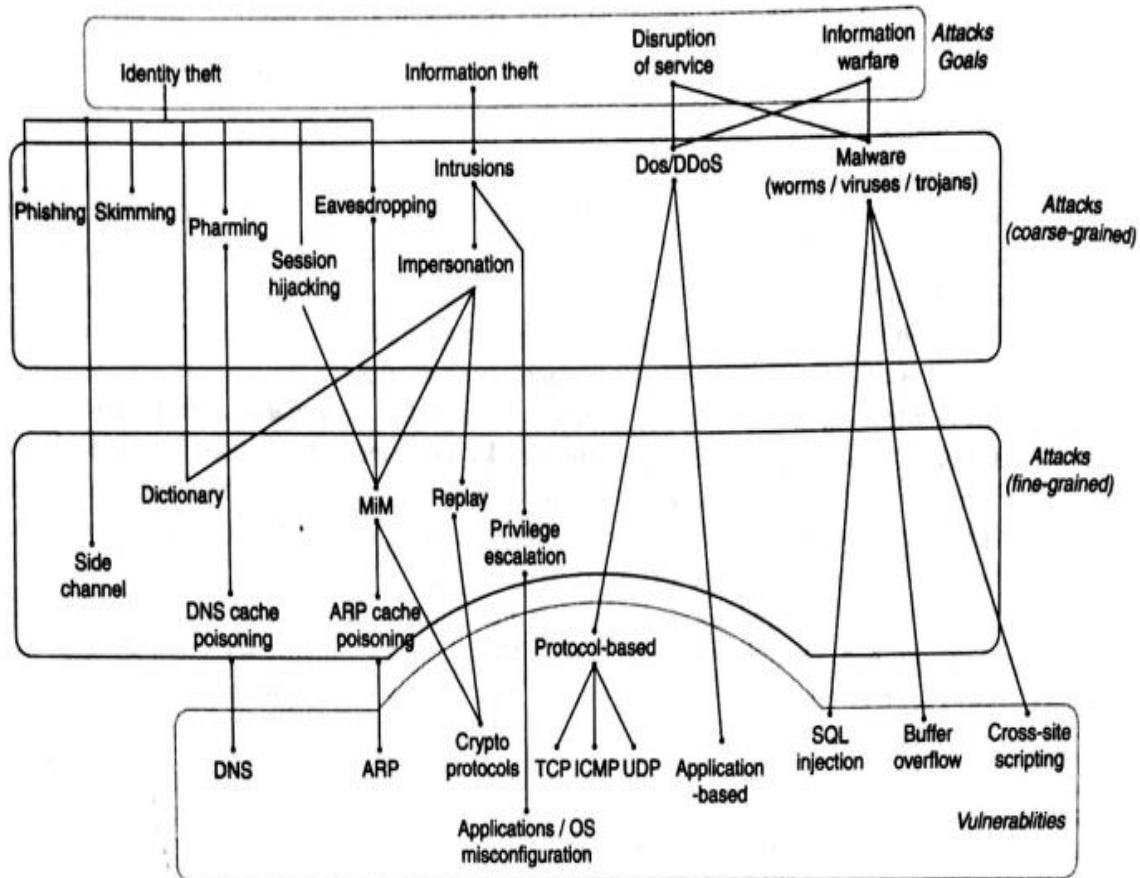 Identity theft
Information theft
Disruption
of service
Information
warfare
Attacks
Goals
Phishing
Skimming
Pharming
Session
hijacking
Eavesdropping
Intrusions
Impersonation
Dos/DDoS
Malware
(worms / viruses / trojans)
Attacks
(coarse-grained)
Side
channel
Dictionary
DNS cache
poisoning
MiM
ARP cache
poisoning
Replay
Privilege
escalation
Protocol-based
Attacks
(fine-grained)
DNS
ARP
Crypto
protocols
Applications / OS
misconfiguration
TCP
ICMP
UDP
Application
-based
SQL
injection
Buffer
overflow
Cross-site
scripting
Vulnerablities